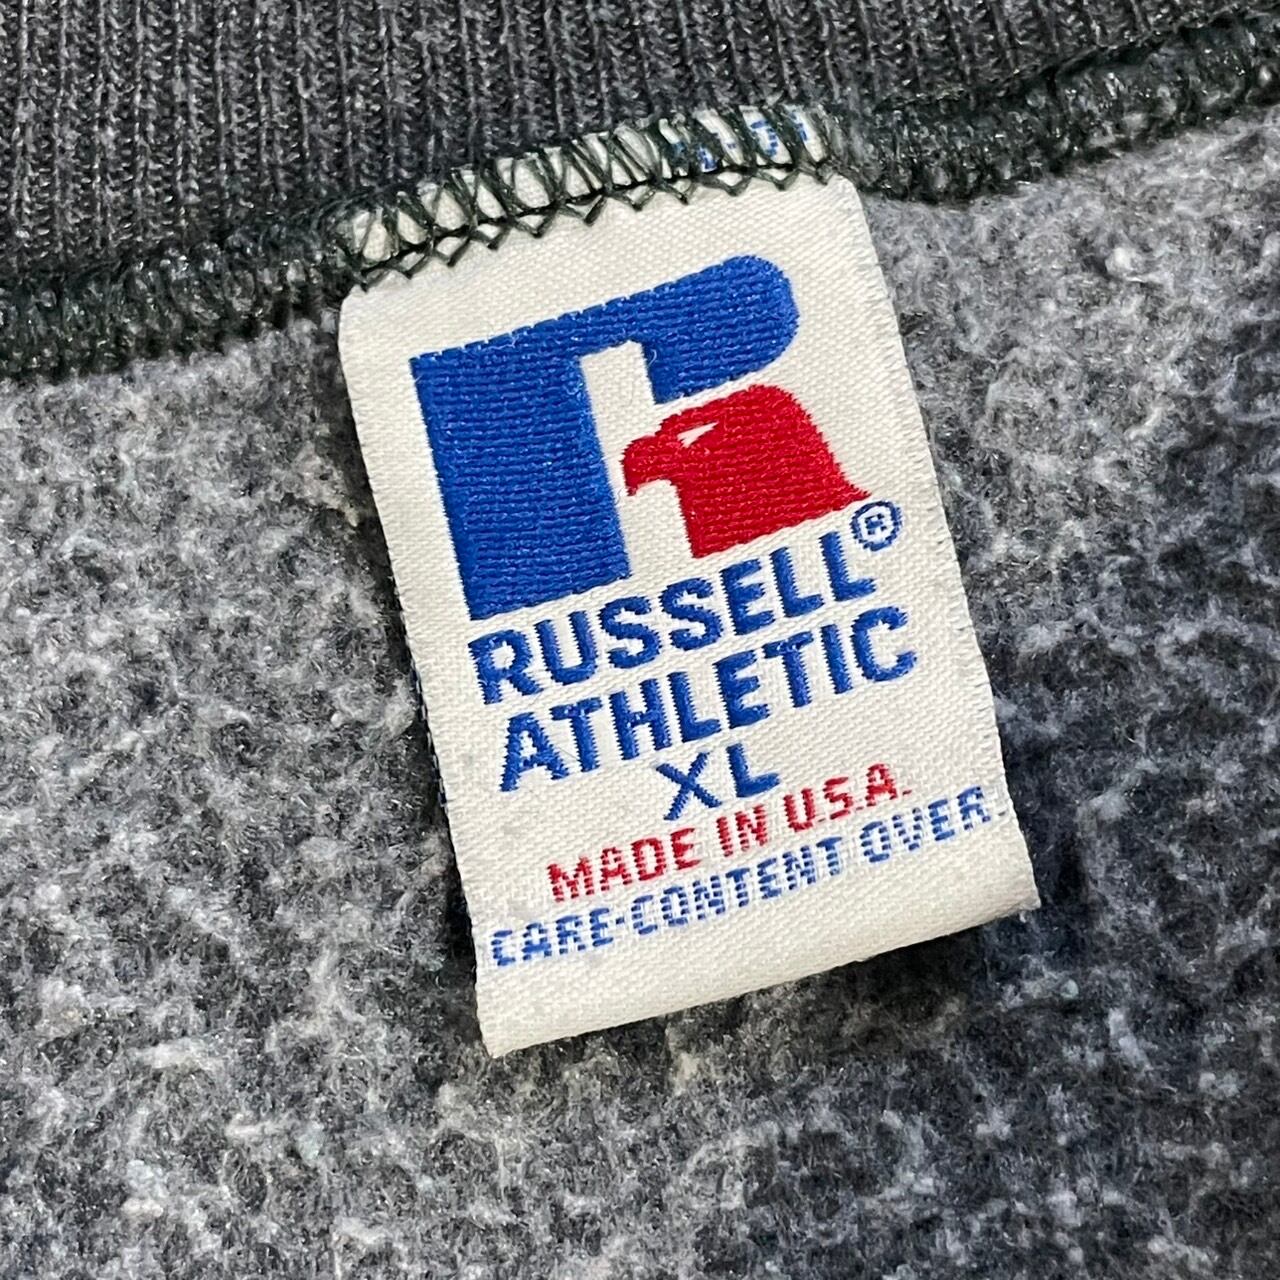 RUSSELL®
ATHLETIC
XL
MADE IN U.S.A.
CARE-CONTENT OVER.